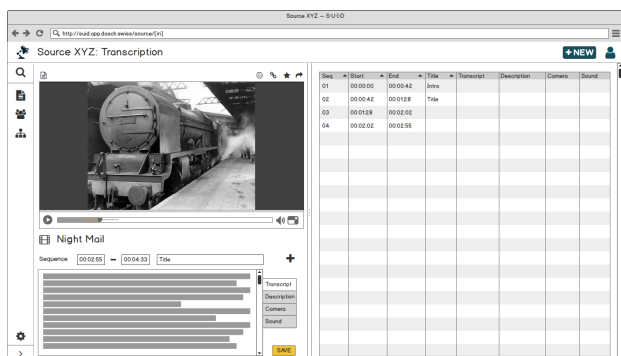 Source XYZ -- S·U·I·D
http://suid.app.dasch.swiss/source/[iri]
Source XYZ: Transcription
+NEW
Seq Start End Title Transcript Description Camera Sound
01 00:00:00 00:00:42 Intro
02 00:00:42 00:01:28 Title
03 00:01:28 00:02:02
04 00:02:02 00:02:55
Night Mail
Sequence 00:02:55 – 00:04:33 Title
Transcript
Description
Camera
Sound
SAVE